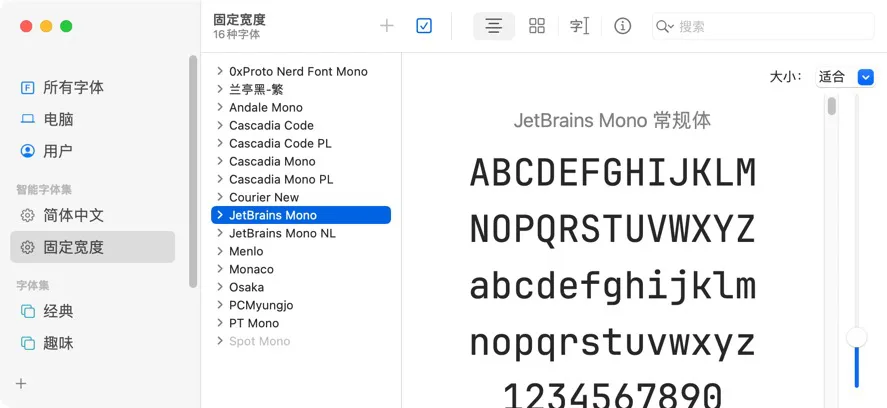 固定宽度
16种字体
搜索
所有字体
电脑
用户
智能字体集
简体中文
固定宽度
字体集
经典
趣味
0xProto Nerd Font Mono
兰亭黑-繁
Andale Mono
Cascadia Code
Cascadia Code PL
Cascadia Mono
Cascadia Mono PL
Courier New
JetBrains Mono
JetBrains Mono NL
Menlo
Monaco
Osaka
PCMyungjo
PT Mono
Spot Mono
大小： 适合
JetBrains Mono 常规体
ABCDEFGHIJKLM
NOPQRSTUVWXYZ
abcdefghijklm
nopqrstuvwxyz
1234567890